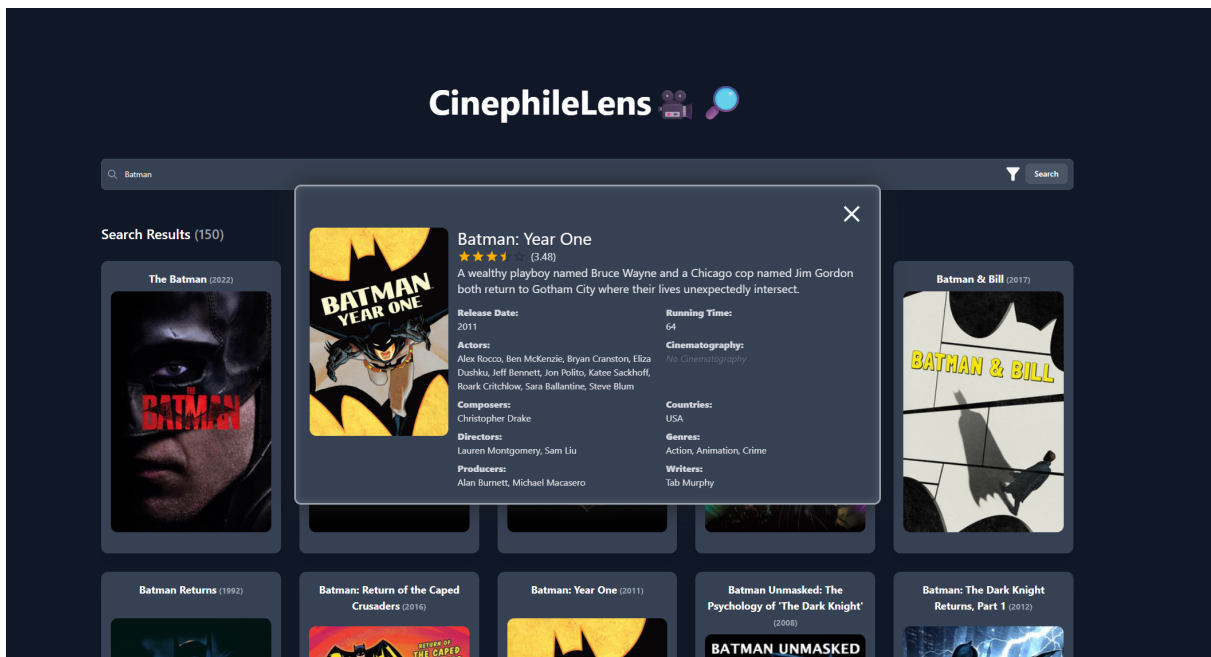 CinephileLens
Batman
Search
Search Results (150)
The Batman (2022)
THE
BATMAN
BATMAN
YEAR ONE
Batman: Year One
(3.48)
A wealthy playboy named Bruce Wayne and a Chicago cop named Jim Gordon
both return to Gotham City where their lives unexpectedly intersect.
Release Date:
2011
Running Time:
64
Actors:
Alex Rocco, Ben McKenzie, Bryan Cranston, Eliza
Dushku, Jeff Bennett, Jon Polito, Katee Sackhoff,
Roark Critchlow, Sara Ballantine, Steve Blum
Cinematography:
No Cinematography
Composers:
Christopher Drake
Countries:
USA
Directors:
Lauren Montgomery, Sam Liu
Genres:
Action, Animation, Crime
Producers:
Alan Burnett, Michael Macasero
Writers:
Tab Murphy
Batman & Bill (2017)
BATMAN & BILL
Batman Returns (1992)
Batman: Return of the Caped
Crusaders (2016)
RETURN OF
THE CAPED
Batman: Year One (2011)
Batman Unmasked: The
Psychology of 'The Dark Knight'
(2008)
BATMAN UNMASKED
Batman: The Dark Knight
Returns, Part 1 (2012)